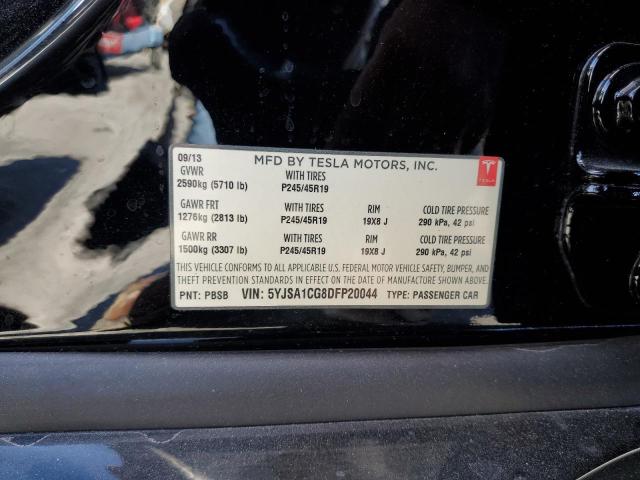 09/13 MFD BY TESLA MOTORS, INC.
GVWR WITH TIRES
2590kg (5710 lb) P245/45R19
TESLA
GAWR FRT WITH TIRES RIM COLD TIRE PRESSURE
1276kg (2813 lb) P245/45R19 19X8 J 290 kPa, 42 psi
GAWR RR WITH TIRES RIM COLD TIRE PRESSURE
1500kg (3307 lb) P245/45R19 19X8 J 290 kPa, 42 psi
THIS VEHICLE CONFORMS TO ALL APPLICABLE U.S. FEDERAL MOTOR VEHICLE SAFETY, BUMPER, AND
THEFT PREVENTION STANDARDS IN EFFECT ON THE DATE OF MANUFACTURE SHOWN ABOVE.
PNT: PBSB VIN: 5YJSA1CG8DFP20044 TYPE: PASSENGER CAR